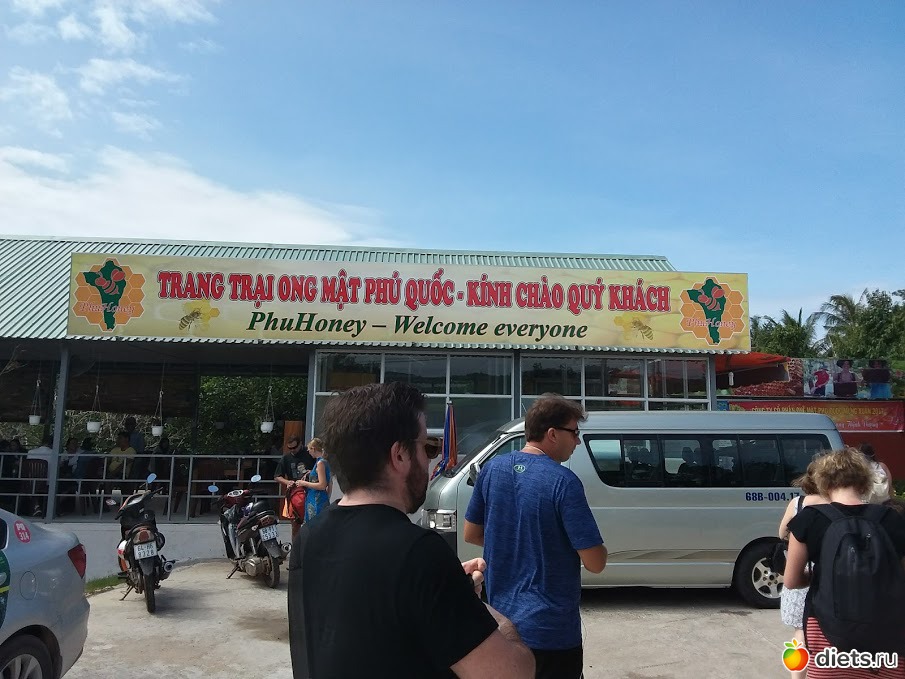 TRANG TRẠI ONG MẬT PHÚ QUỐC - KÍNH CHÀO QUÝ KHÁCH
PhuHoney – Welcome everyone
PhuHoney
PhuHoney
68B-004.17
diets.ru